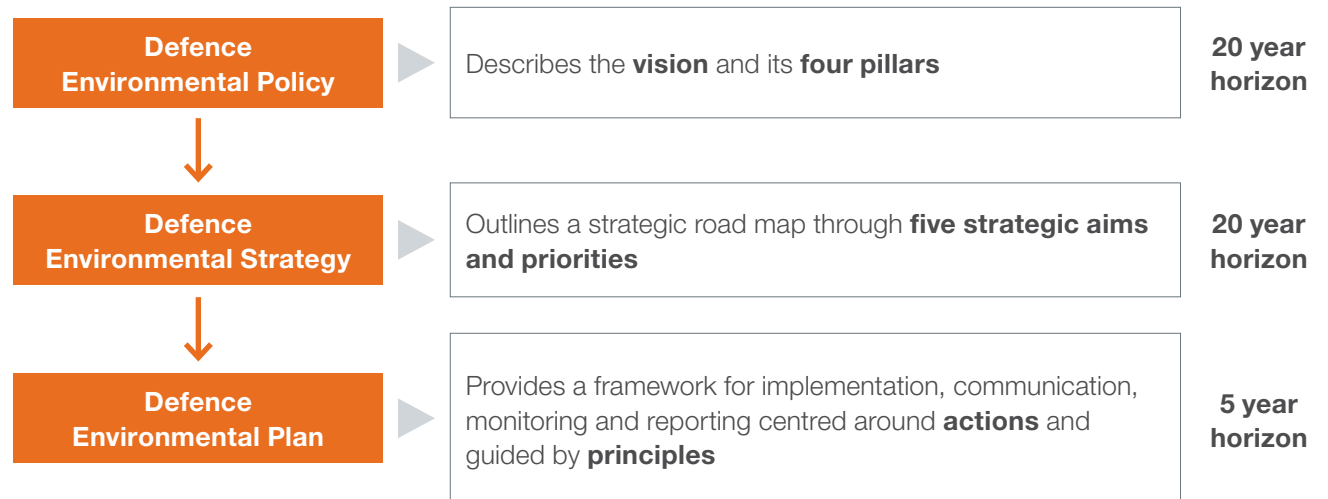 Defence
Environmental Policy
Describes the vision and its four pillars
20 year
horizon
Defence
Environmental Strategy
Outlines a strategic road map through five strategic aims
and priorities
20 year
horizon
Defence
Environmental Plan
Provides a framework for implementation, communication,
monitoring and reporting centred around actions and
guided by principles
5 year
horizon